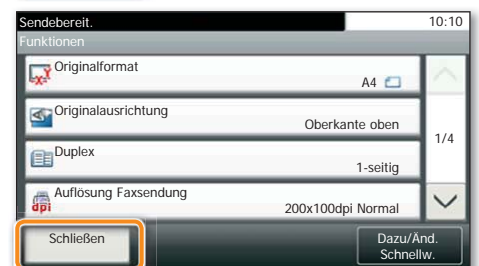 Sendebereit.
10:10
Funktionen
Originalformat
A4
Originalausrichtung
Oberkante oben
1/4
Duplex
1-seitig
Auflösung Faxsendung
dpi
200x100dpi Normal
Schließen
Dazu/Änd.
Schnellw.